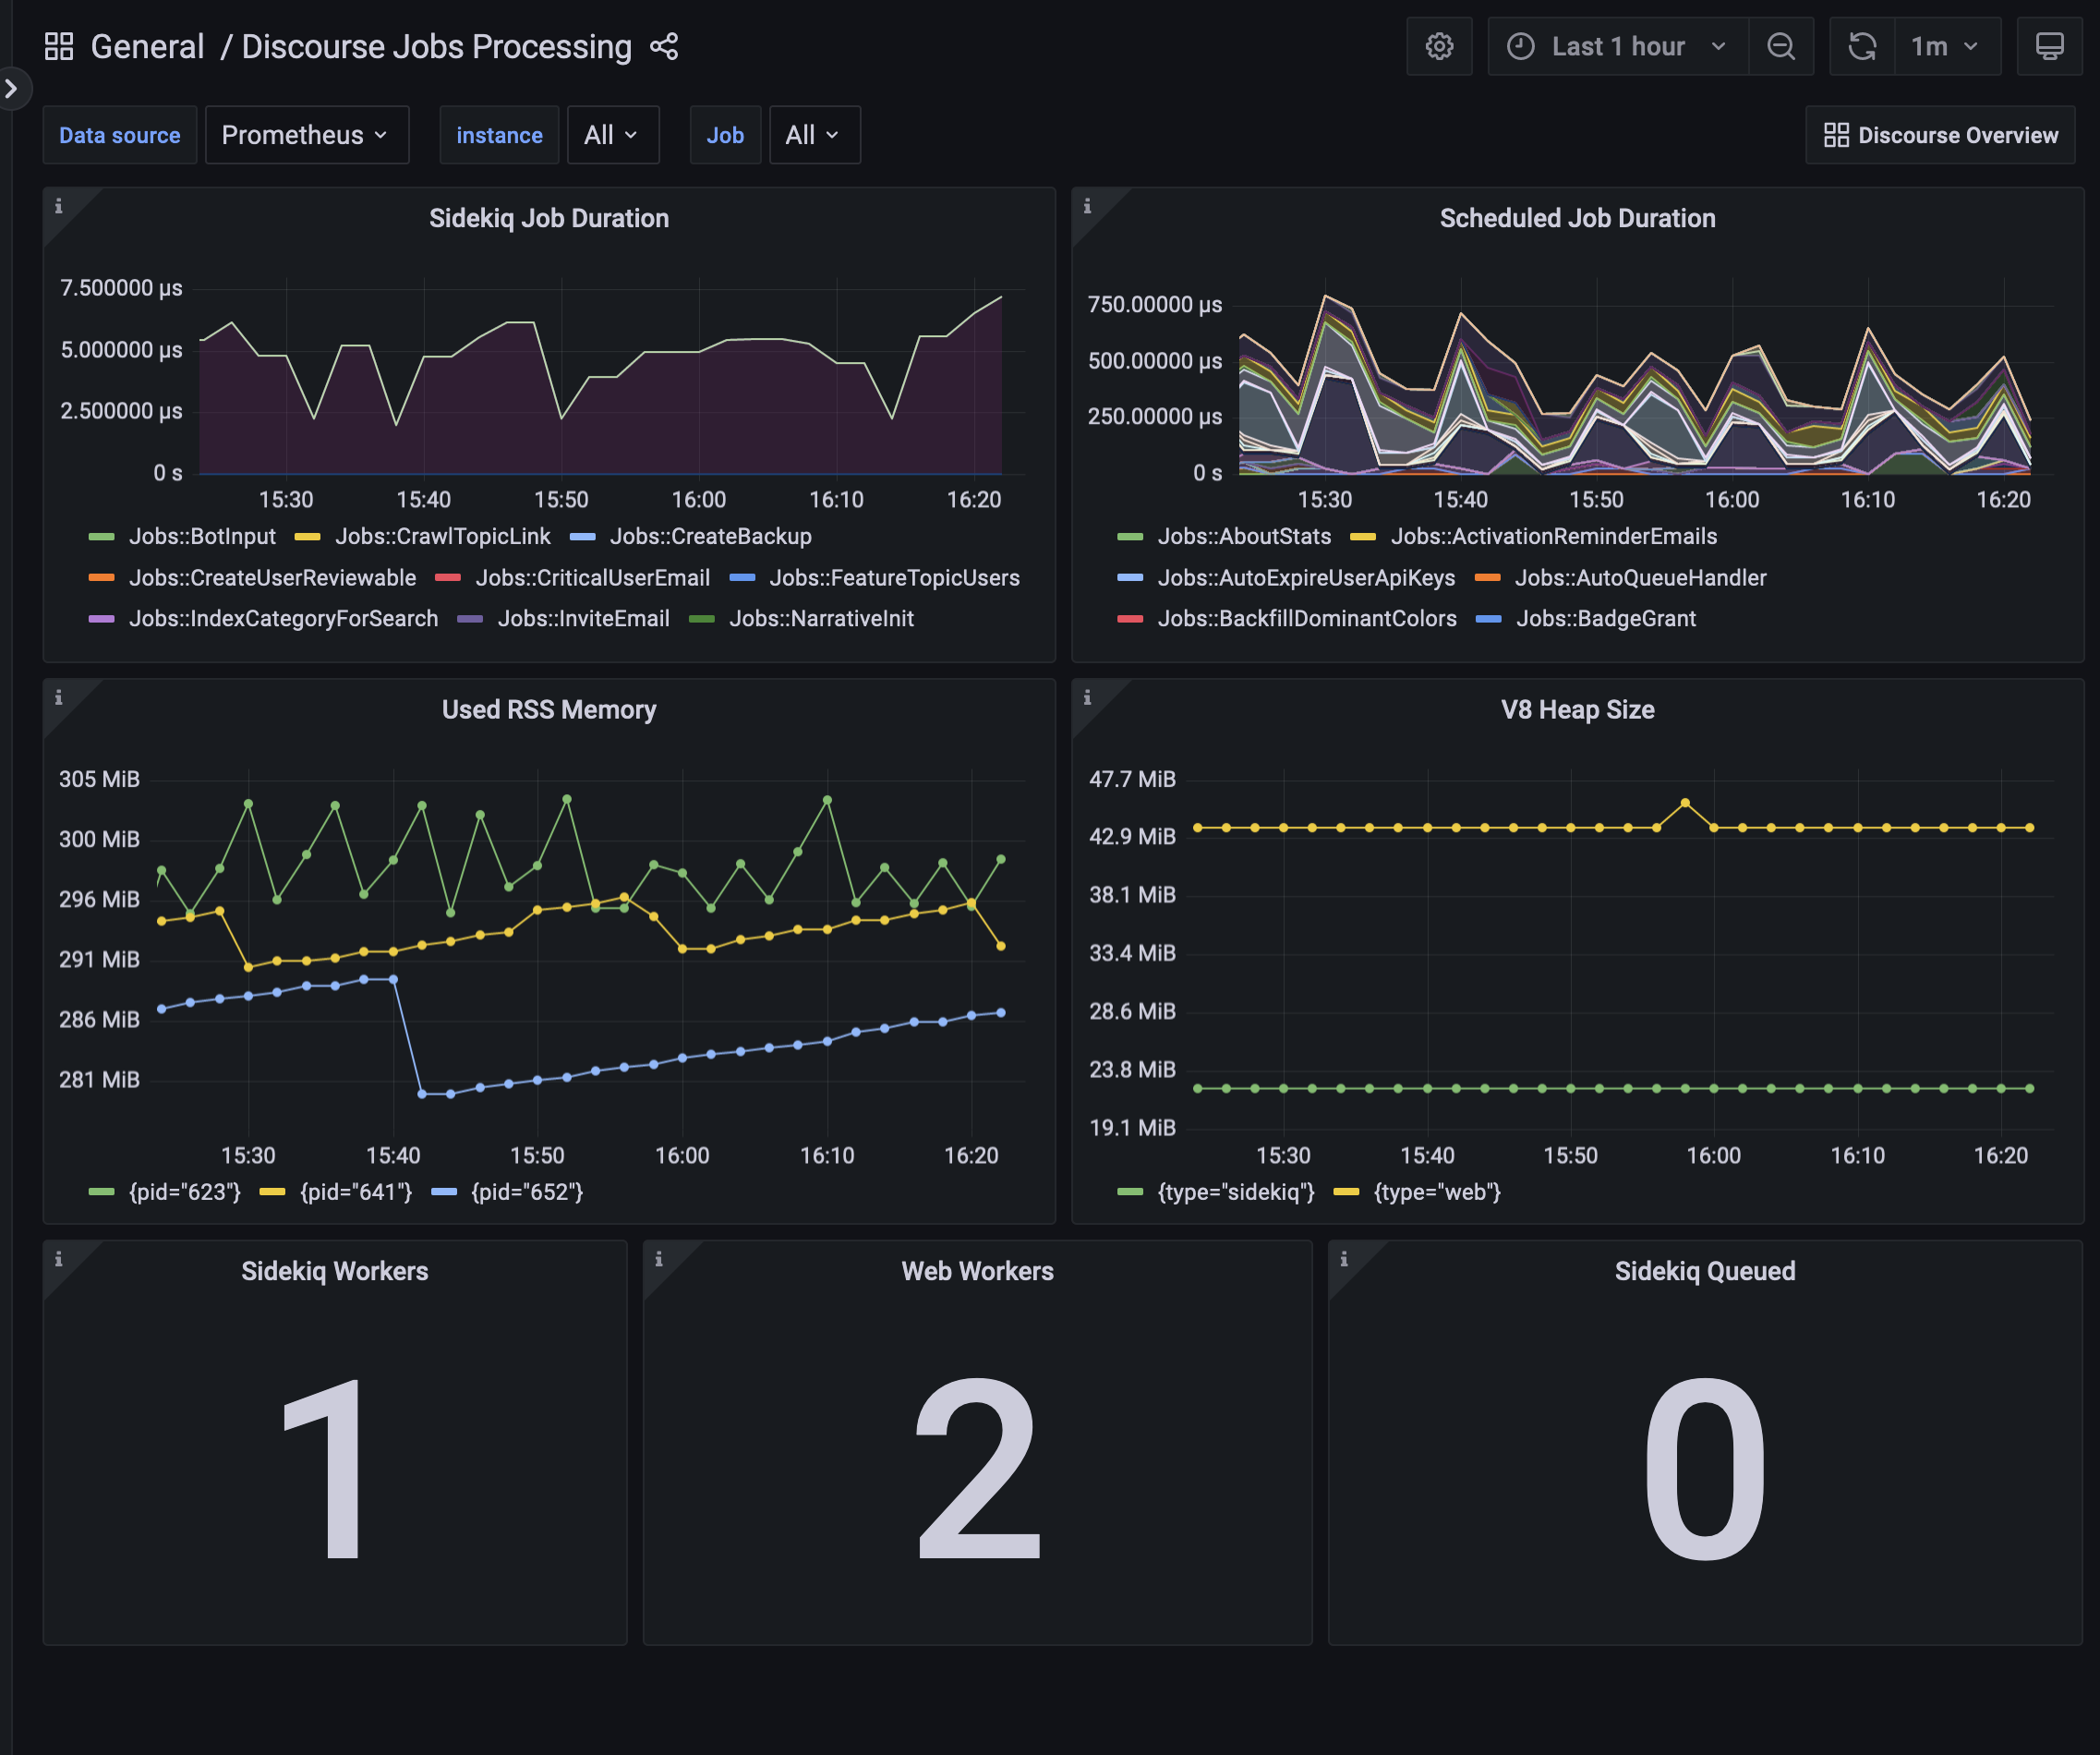 General / Discourse Jobs Processing
Last 1 hour
1m
Data source Prometheus instance All Job All
Discourse Overview
Sidekiq Job Duration
7.500000 µs
5.000000 µs
2.500000 µs
0 s
15:30 15:40 15:50 16:00 16:10 16:20
Jobs::BotInput Jobs::CrawlTopicLink Jobs::CreateBackup
Jobs::CreateUserReviewable Jobs::CriticalUserEmail Jobs::FeatureTopicUsers
Jobs::IndexCategoryForSearch Jobs::InviteEmail Jobs::NarrativeInit
Scheduled Job Duration
750.00000 µs
500.00000 µs
250.00000 µs
0 s
15:30 15:40 15:50 16:00 16:10 16:20
Jobs::AboutStats Jobs::ActivationReminderEmails
Jobs::AutoExpireUserApiKeys Jobs::AutoQueueHandler
Jobs::BackfillDominantColors Jobs::BadgeGrant
Used RSS Memory
305 MiB
300 MiB
296 MiB
291 MiB
286 MiB
281 MiB
15:30 15:40 15:50 16:00 16:10 16:20
{pid="623"} {pid="641"} {pid="652"}
V8 Heap Size
47.7 MiB
42.9 MiB
38.1 MiB
33.4 MiB
28.6 MiB
23.8 MiB
19.1 MiB
15:30 15:40 15:50 16:00 16:10 16:20
{type="sidekiq"} {type="web"}
Sidekiq Workers
1
Web Workers
2
Sidekiq Queued
0